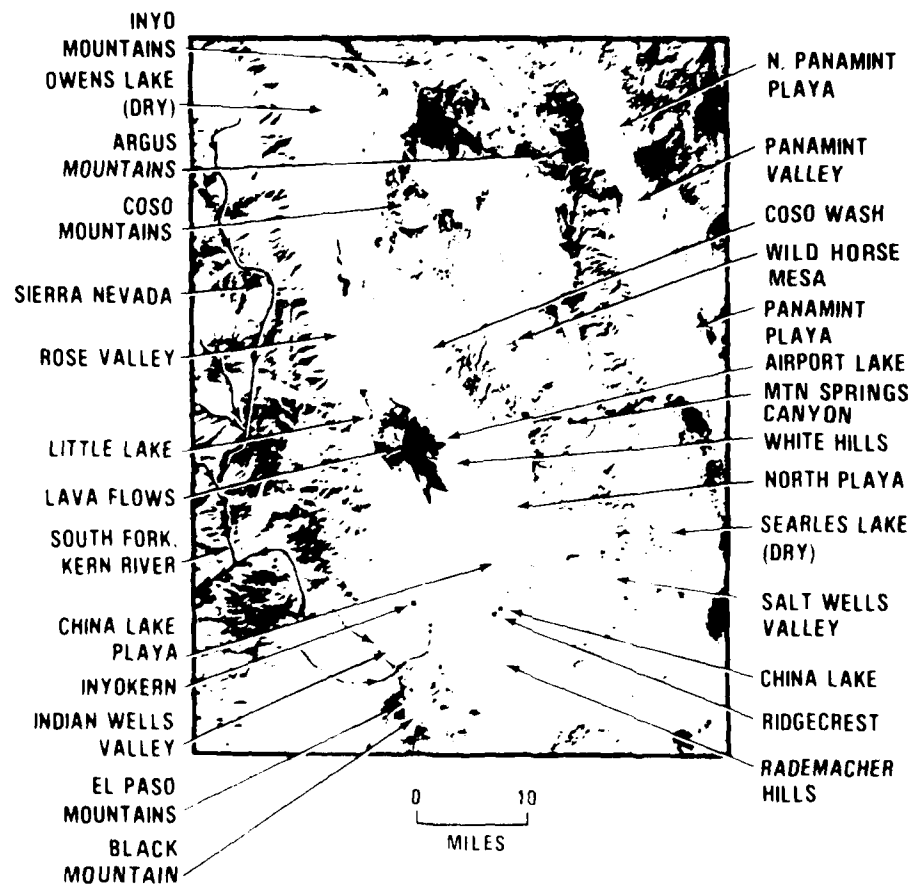 INYO
MOUNTAINS
OWENS LAKE
(DRY)
ARGUS
MOUNTAINS
COSO
MOUNTAINS
SIERRA NEVADA
ROSE VALLEY
LITTLE LAKE
LAVA FLOWS
SOUTH FORK,
KERN RIVER
CHINA LAKE
PLAYA
INYOKERN
INDIAN WELLS
VALLEY
EL PASO
MOUNTAINS
BLACK
MOUNTAIN
N. PANAMINT
PLAYA
PANAMINT
VALLEY
COSO WASH
WILD HORSE
MESA
PANAMINT
PLAYA
AIRPORT LAKE
MTN SPRINGS
CANYON
WHITE HILLS
NORTH PLAYA
SEARLES LAKE
(DRY)
SALT WELLS
VALLEY
CHINA LAKE
RIDGECREST
RADEMACHER
HILLS
0 10
MILES